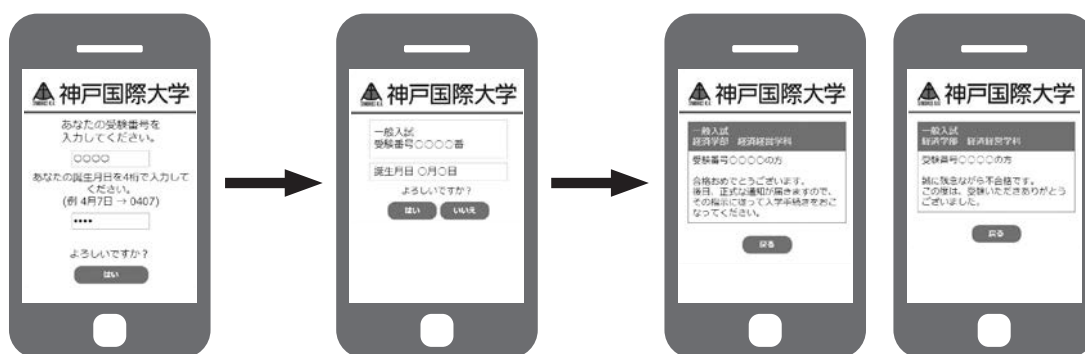 神戸国際大学
あなたの受験番号を
入力してください。
○○○○
あなたの誕生月日を4桁で入力して
ください。
(例 4月7日 → 0407)
••••
よろしいですか？
はい
神戸国際大学
一般入試
受験番号○○○○番
誕生月日 ○月○日
よろしいですか？
はい
いいえ
神戸国際大学
一般入試
経済学部 経済経営学科
受験番号○○○○の方
合格おめでとうございます。
後日、正式な通知が届きますので、
その指示に従って入学手続きをおこ
なってください。
戻る
神戸国際大学
一般入試
経済学部 経済経営学科
受験番号○○○○の方
誠に残念ながら不合格です。
この度は、受験いただきありがとう
ございました。
戻る